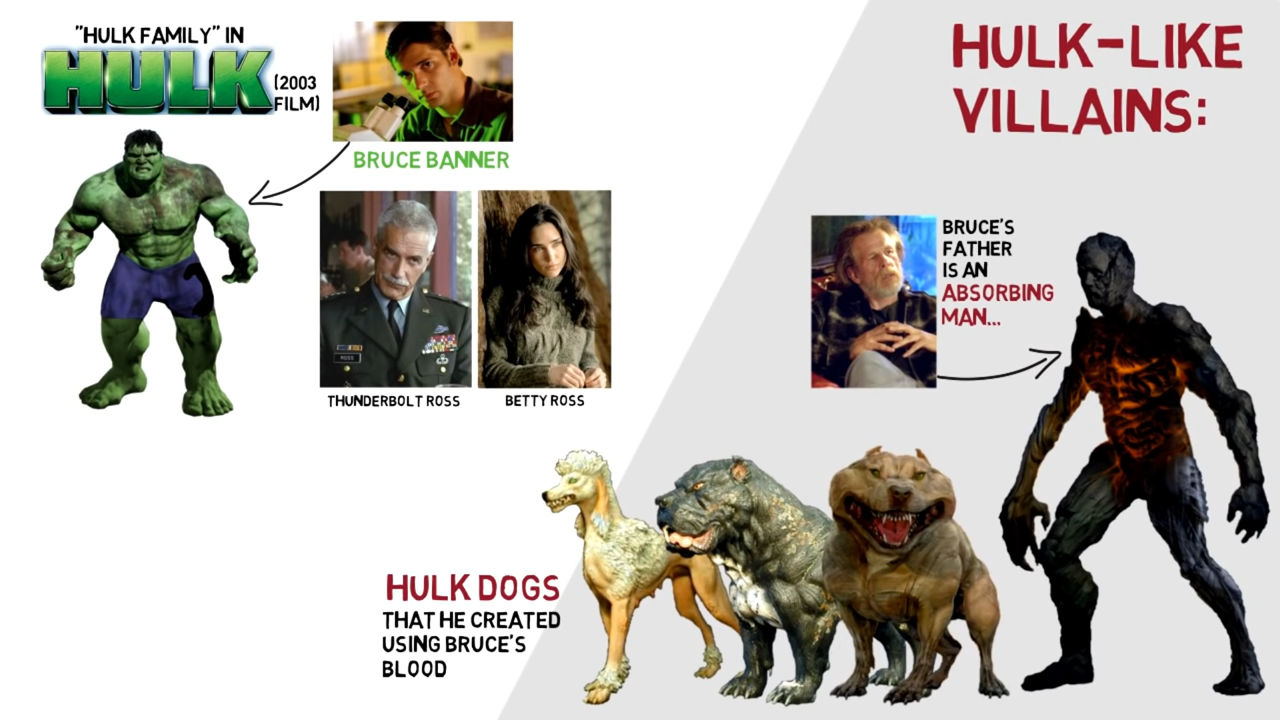 "HULK FAMILY" IN
HULK
(2003
FILM)
BRUCE BANNER
ROSS
THUNDERBOLT ROSS
BETTY ROSS
HULK-LIKE
VILLAINS:
BRUCE'S
FATHER
IS AN
ABSORBING
MAN...
HULK DOGS
THAT HE CREATED
USING BRUCE'S
BLOOD